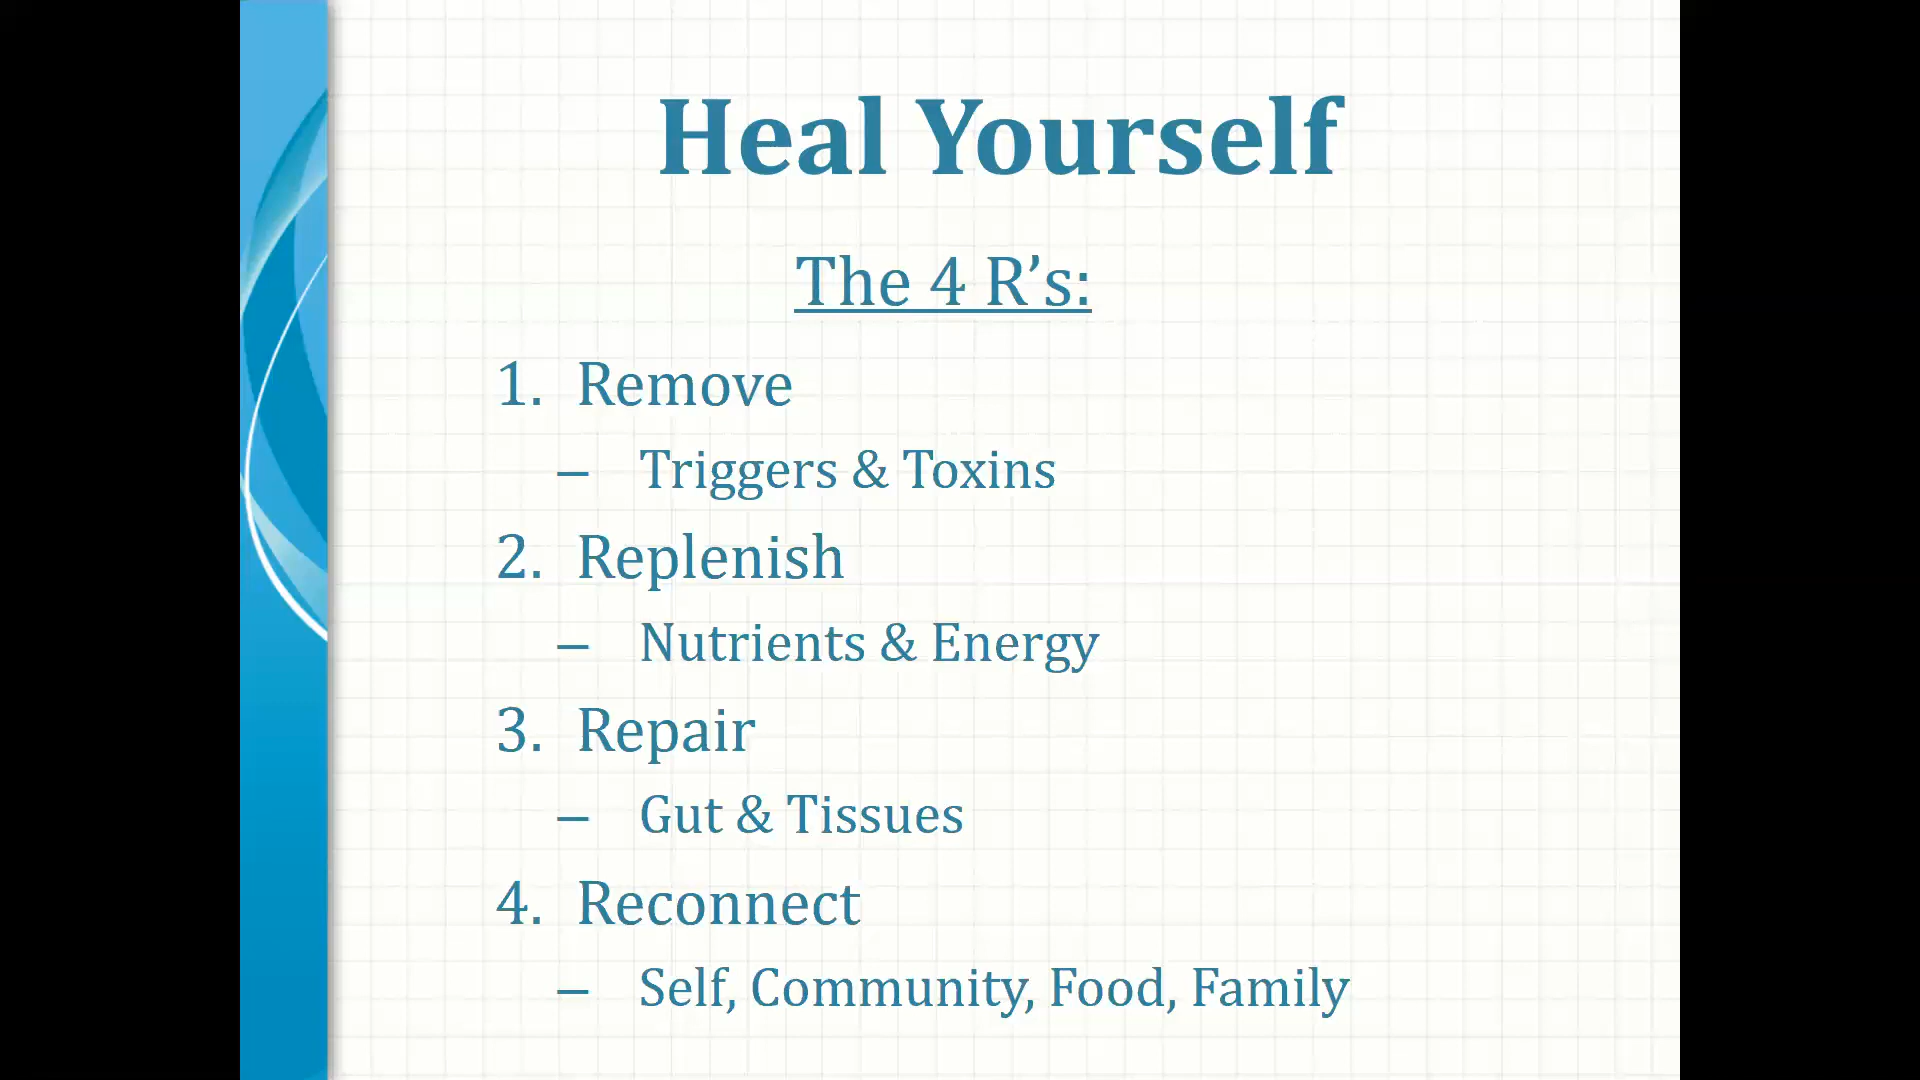 Heal Yourself
The 4 R’s:
1. Remove
– Triggers & Toxins
2. Replenish
– Nutrients & Energy
3. Repair
– Gut & Tissues
4. Reconnect
– Self, Community, Food, Family